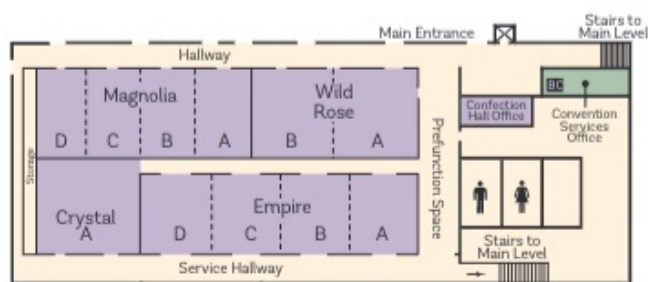 Stairs to
Main Level
Main Entrance
Hallway
Magnolia
D C B A
Wild
Rose
B A
BC
Confection
Hall Office
Convention
Services
Office
Prefunction Space
Storage
Crystal
A
Empire
D C B A
Stairs to
Main Level
Service Hallway